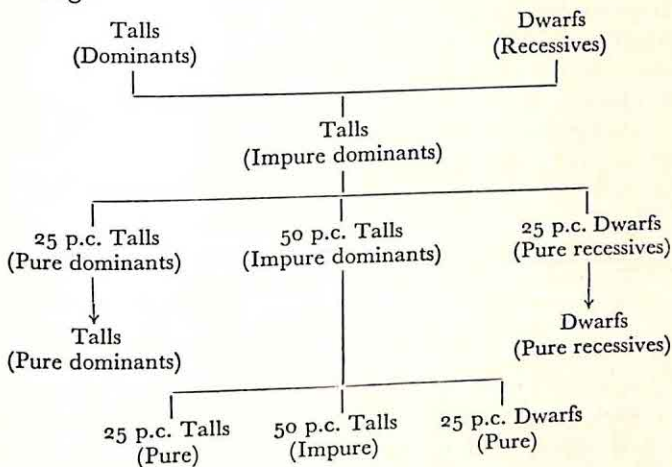 Talls
(Dominants)
Dwarfs
(Recessives)
Talls
(Impure dominants)
25 p.c. Talls
(Pure dominants)
50 p.c. Talls
(Impure dominants)
25 p.c. Dwarfs
(Pure recessives)
Talls
(Pure dominants)
Dwarfs
(Pure recessives)
25 p.c. Talls
(Pure)
50 p.c. Talls
(Impure)
25 p.c. Dwarfs
(Pure)